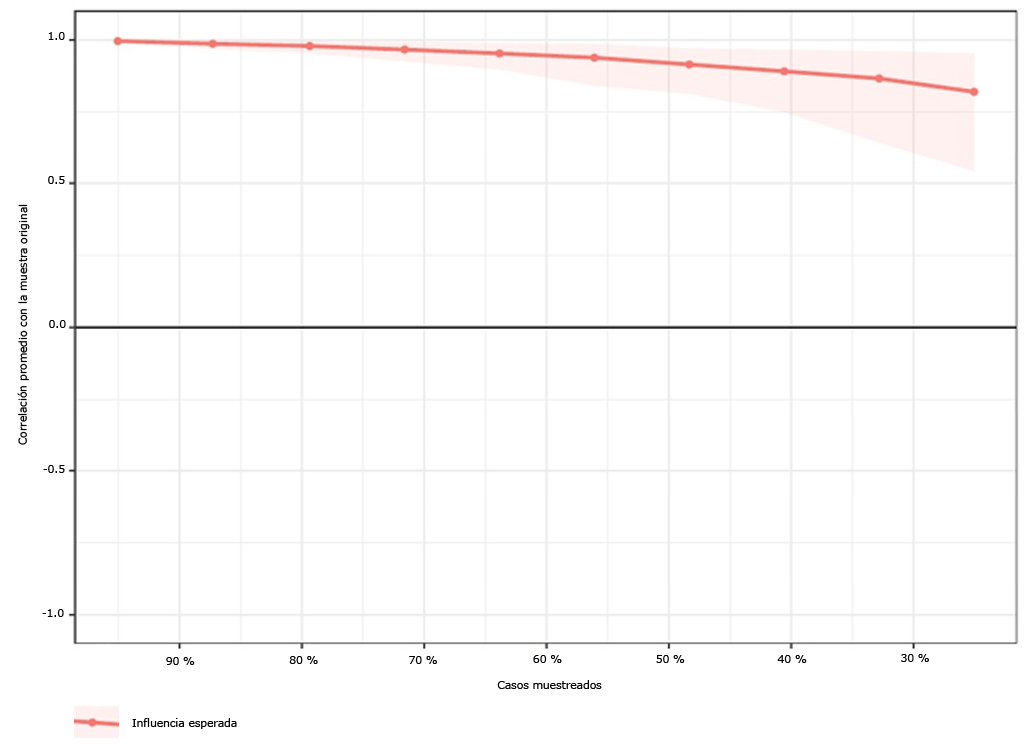 1.0
0.5
0.0
-0.5
-1.0
Correlación promedio con la muestra original
90 % 80 % 70 % 60 % 50 % 40 % 30 %
Casos muestreados
Influencia esperada